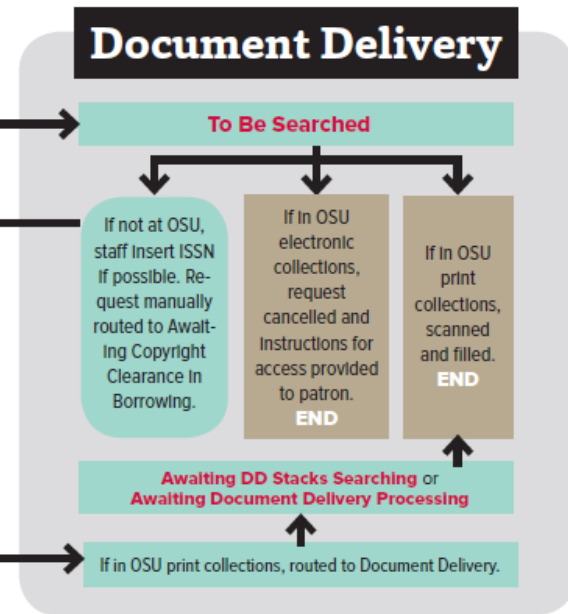 Document Delivery
To Be Searched
If not at OSU,
staff insert ISSN
if possible. Re-
quest manually
routed to Await-
ing Copyright
Clearance in
Borrowing.
If in OSU
electronic
collections,
request
cancelled and
instructions for
access provided
to patron.
END
If in OSU
print
collections,
scanned
and filled.
END
Awaiting DD Stacks Searching or
Awaiting Document Delivery Processing
If in OSU print collections, routed to Document Delivery.